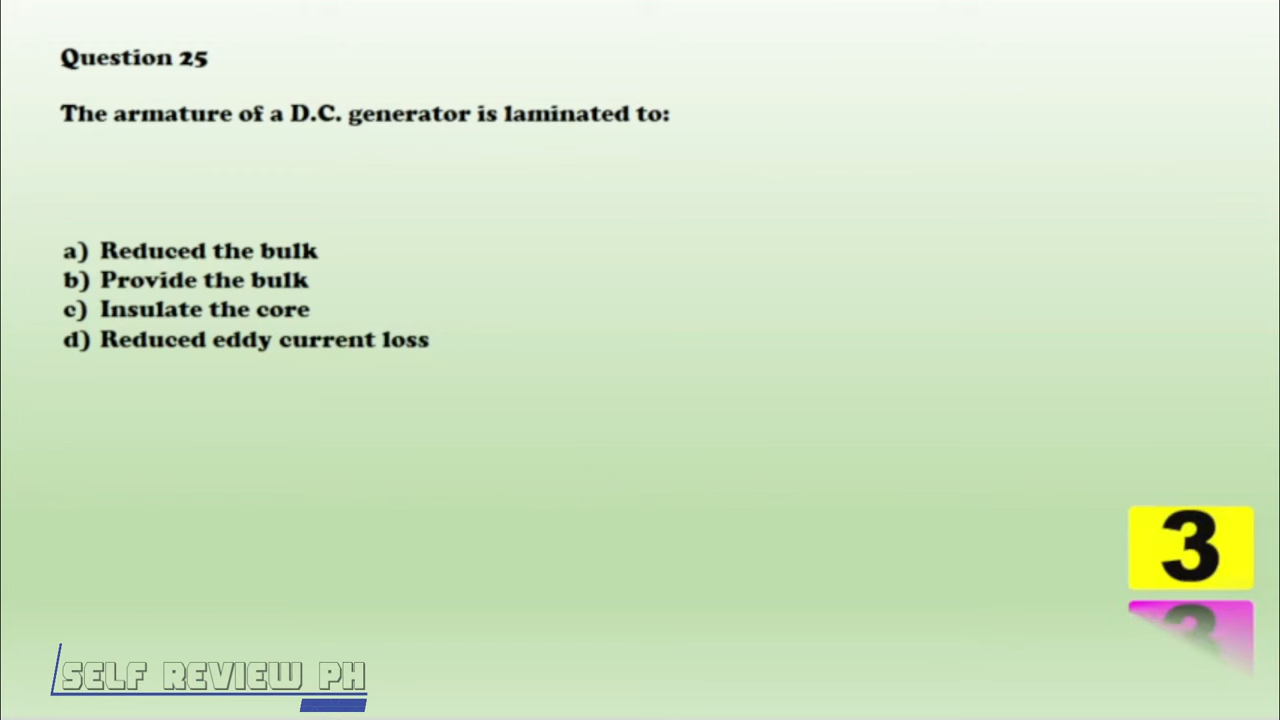 Question 25
The armature of a D.C. generator is laminated to:
a) Reduced the bulk
b) Provide the bulk
c) Insulate the core
d) Reduced eddy current loss
3
3
SELF REVIEW PH